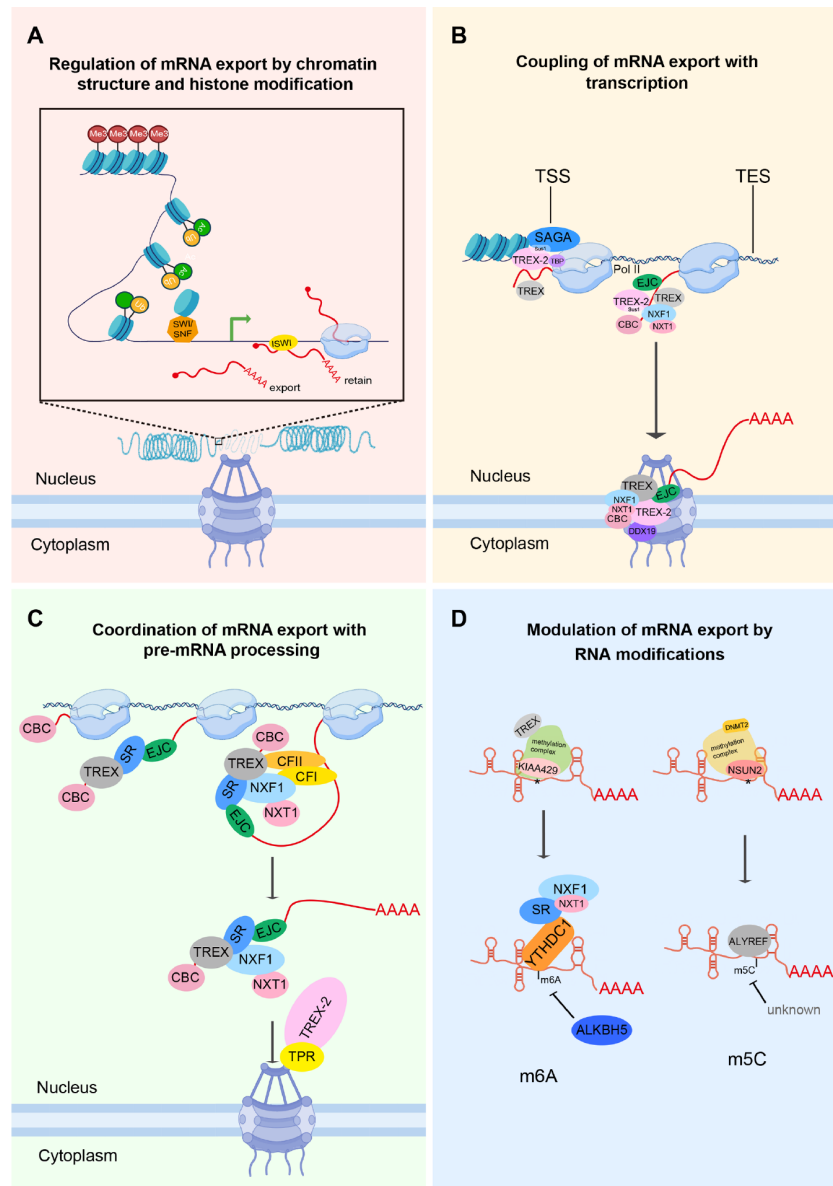 A
Regulation of mRNA export by chromatin
structure and histone modification
Me3 Me3 Me3 Me3
Ac
Ac
SWI/
SNF
ISWI
AAAA
export
AAAA
retain
Nucleus
Cytoplasm
B
Coupling of mRNA export with
transcription
TSS
TES
SAGA
Sus1
TREX-2
TBP
Pol II
TREX
EJC
TREX-2
Sus1
TREX
NXF1
CBC
NXT1
AAAA
Nucleus
TREX
EJC
NXF1
NXT1
TREX-2
CBC
DDX19
Cytoplasm
C
Coordination of mRNA export with
pre-mRNA processing
CBC
SR
EJC
TREX
CBC
CBC
CFII
TREX
CFI
SR
NXF1
NXT1
EJC
AAAA
SR
EJC
TREX
NXF1
CBC
NXT1
TREX-2
TPR
Nucleus
Cytoplasm
D
Modulation of mRNA export by
RNA modifications
TREX
methylation
complex
KIAA429
*
AAAA
DNMT2
methylation
complex
NSUN2
*
AAAA
NXF1
SR
NXT1
YTHDC1
m6A
AAAA
ALKBH5
m6A
ALYREF
m5C
AAAA
unknown
m5C